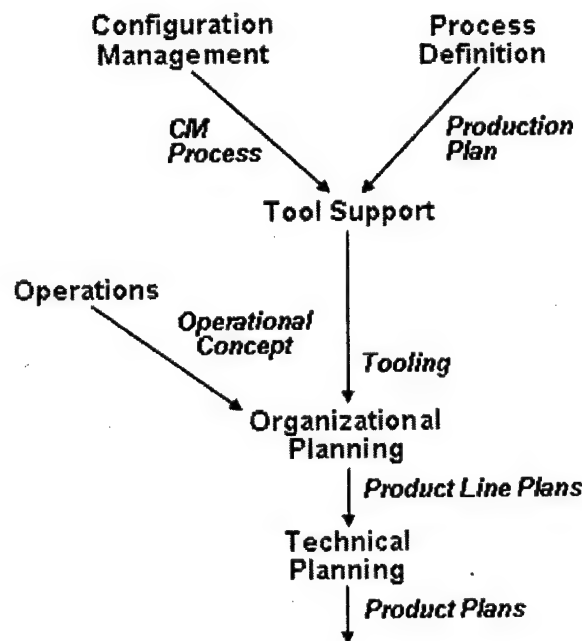 Configuration
Management
Process
Definition
CM
Process
Production
Plan
Tool Support
Operations
Operational
Concept
Tooling
Organizational
Planning
Product Line Plans
Technical
Planning
Product Plans